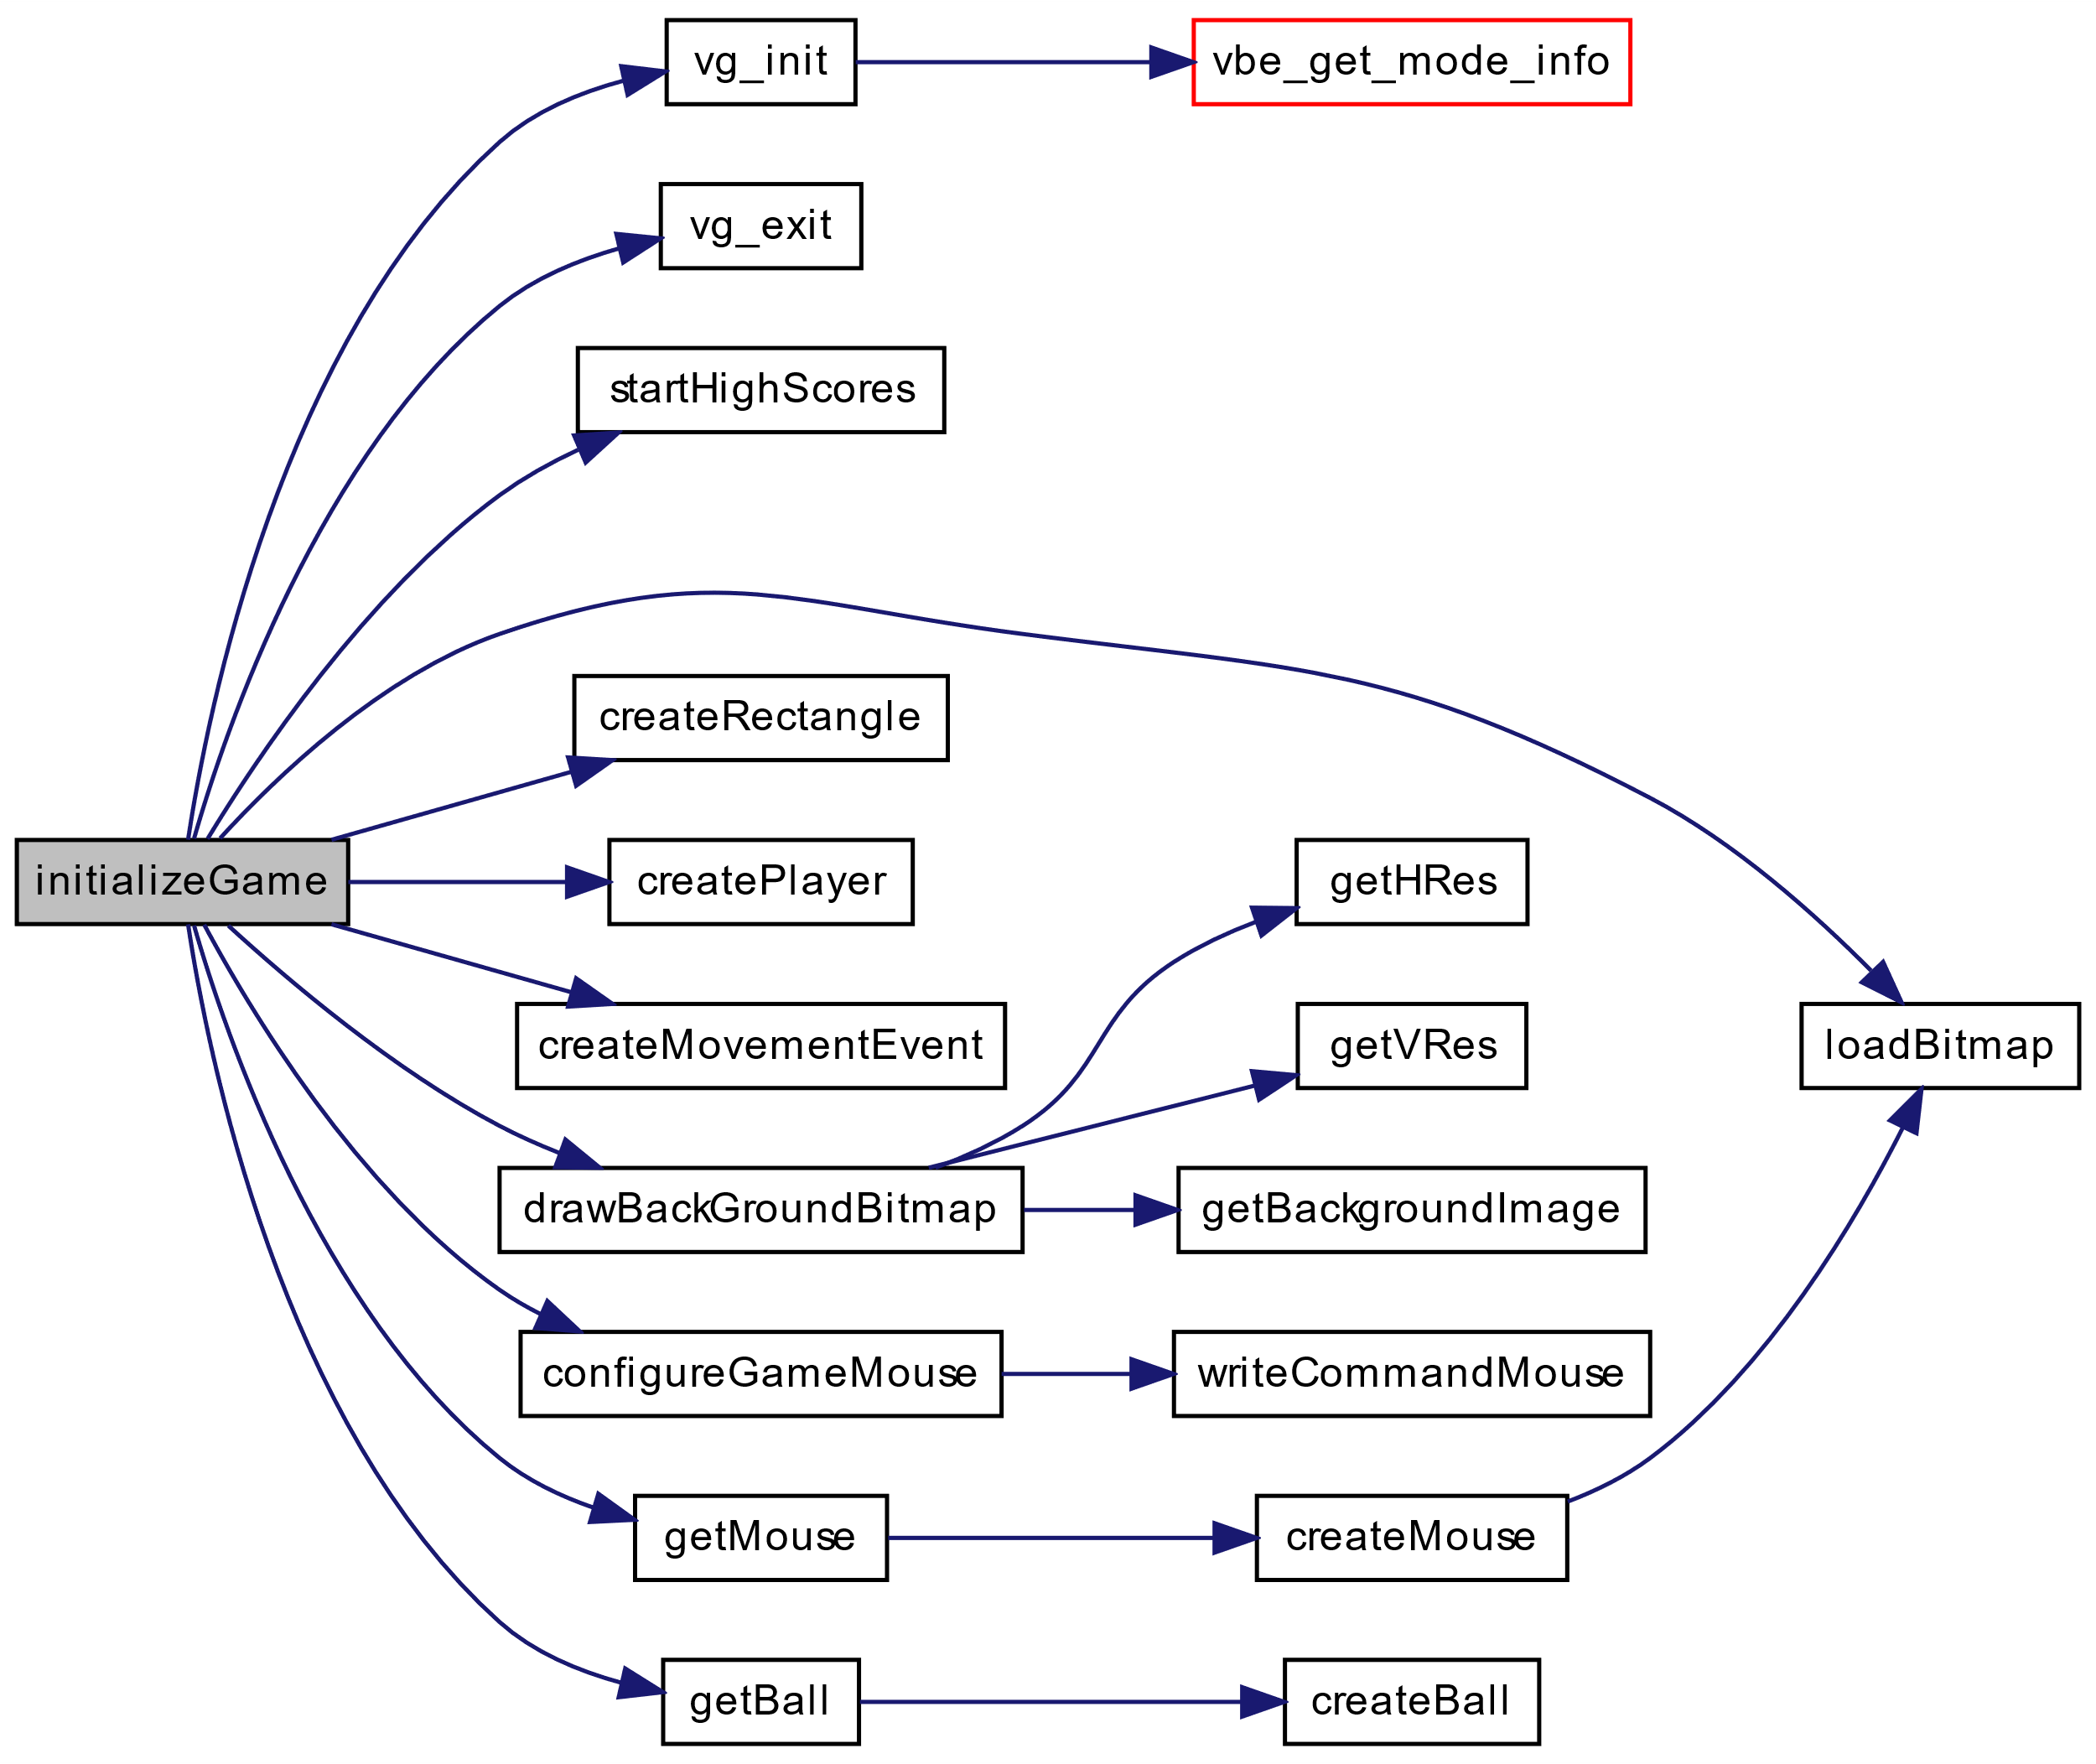 vg_init
vbe_get_mode_info
vg_exit
startHighScores
createRectangle
initializeGame
createPlayer
getHRes
createMovementEvent
getVRes
loadBitmap
drawBackGroundBitmap
getBackgroundImage
configureGameMouse
writeCommandMouse
getMouse
createMouse
getBall
createBall